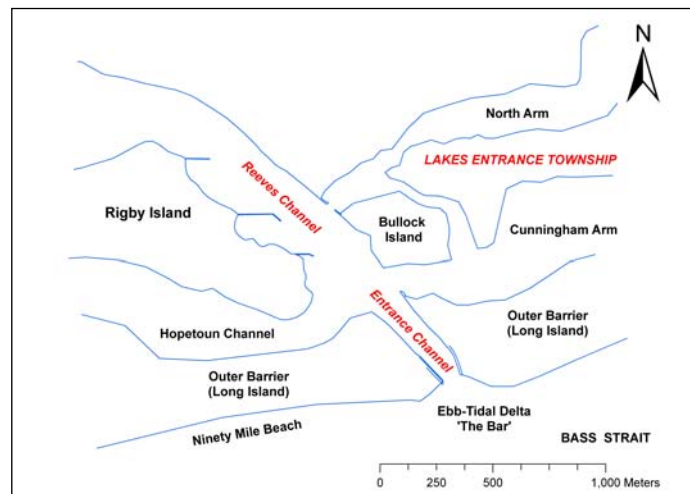 N
North Arm
LAKES ENTRANCE TOWNSHIP
Reeves Channel
Rigby Island
Bullock
Island
Cunningham Arm
Entrance Channel
Outer Barrier
(Long Island)
Hopetoun Channel
Outer Barrier
(Long Island)
Ebb-Tidal Delta
'The Bar'
Ninety Mile Beach
BASS STRAIT
0 250 500 1,000 Meters